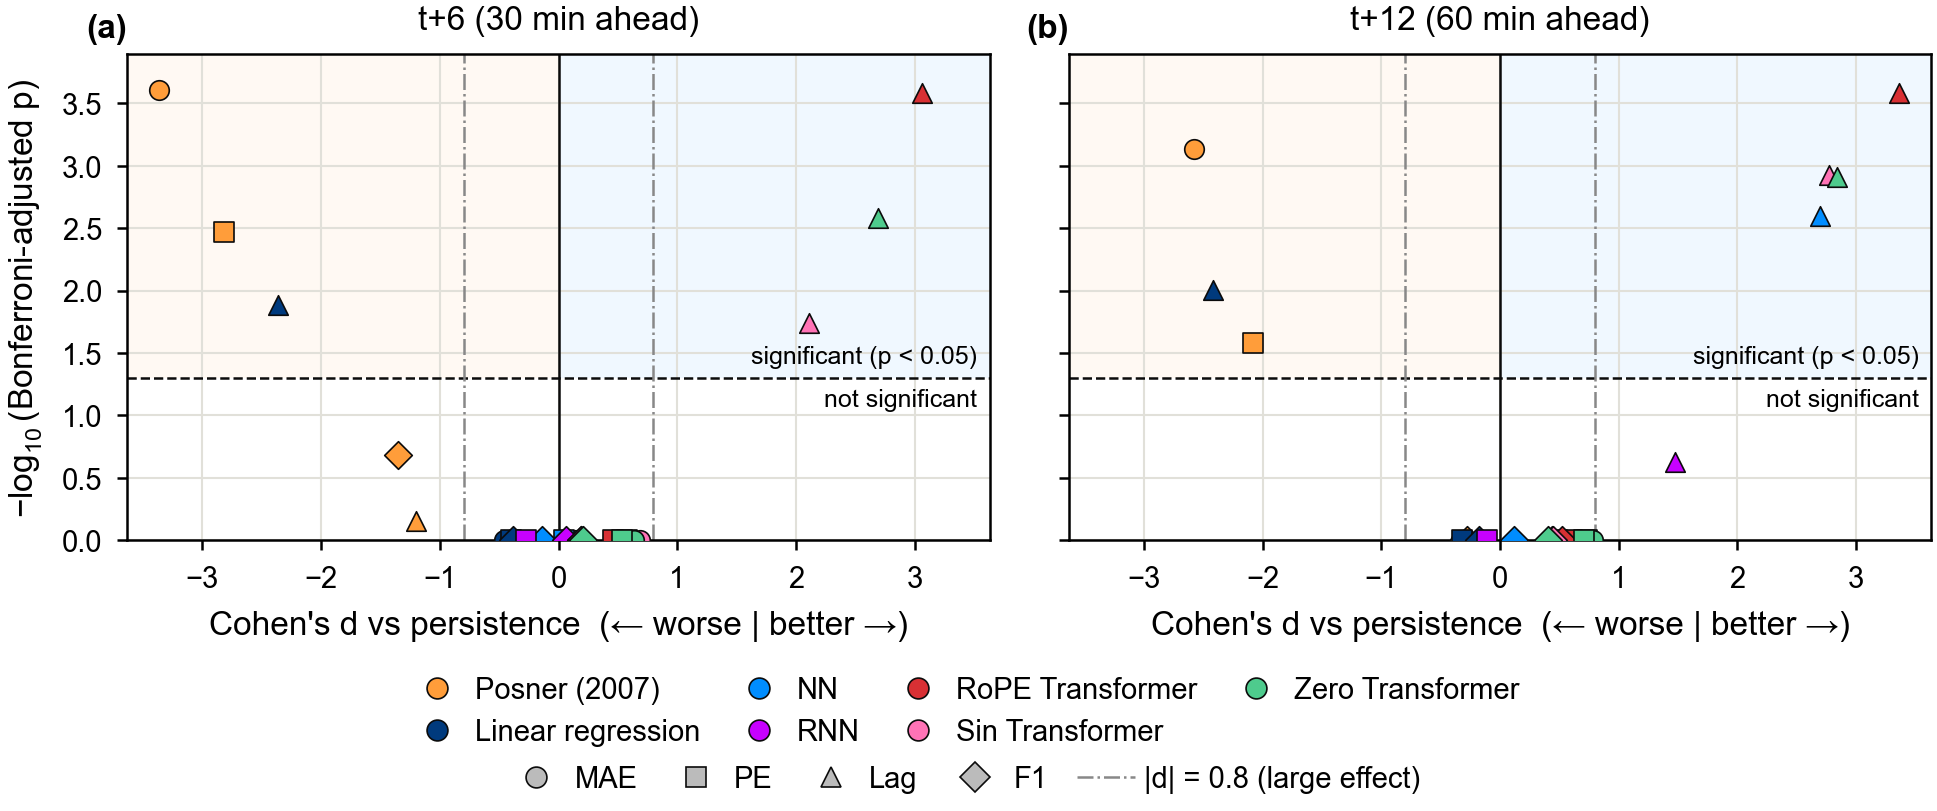 (a)
t+6 (30 min ahead)
(b)
t+12 (60 min ahead)
−log₁₀(Bonferroni-adjusted p)
3.5
3.0
2.5
2.0
1.5
1.0
0.5
0.0
significant (p < 0.05)
not significant
significant (p < 0.05)
not significant
−3 −2 −1 0 1 2 3
−3 −2 −1 0 1 2 3
Cohen's d vs persistence (← worse | better →)
Cohen's d vs persistence (← worse | better →)
Posner (2007) NN RoPE Transformer Zero Transformer
Linear regression RNN Sin Transformer
MAE PE Lag F1 |d| = 0.8 (large effect)